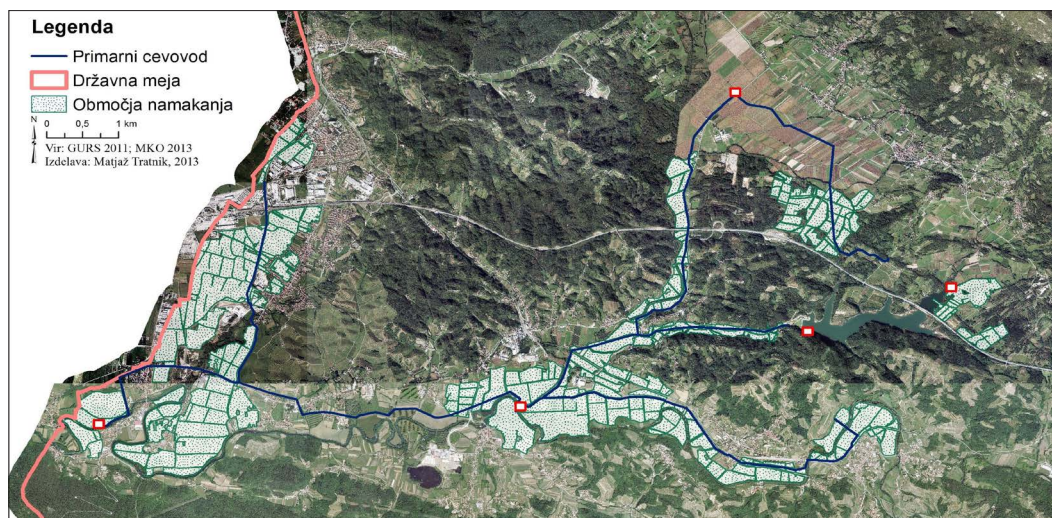 Legenda
Primarni cevovod
Državna meja
Območja namakanja
N
0 0,5 1 km
Vir: GURS 2011; MKO 2013
Izdelava: Matjaž Tratnik, 2013